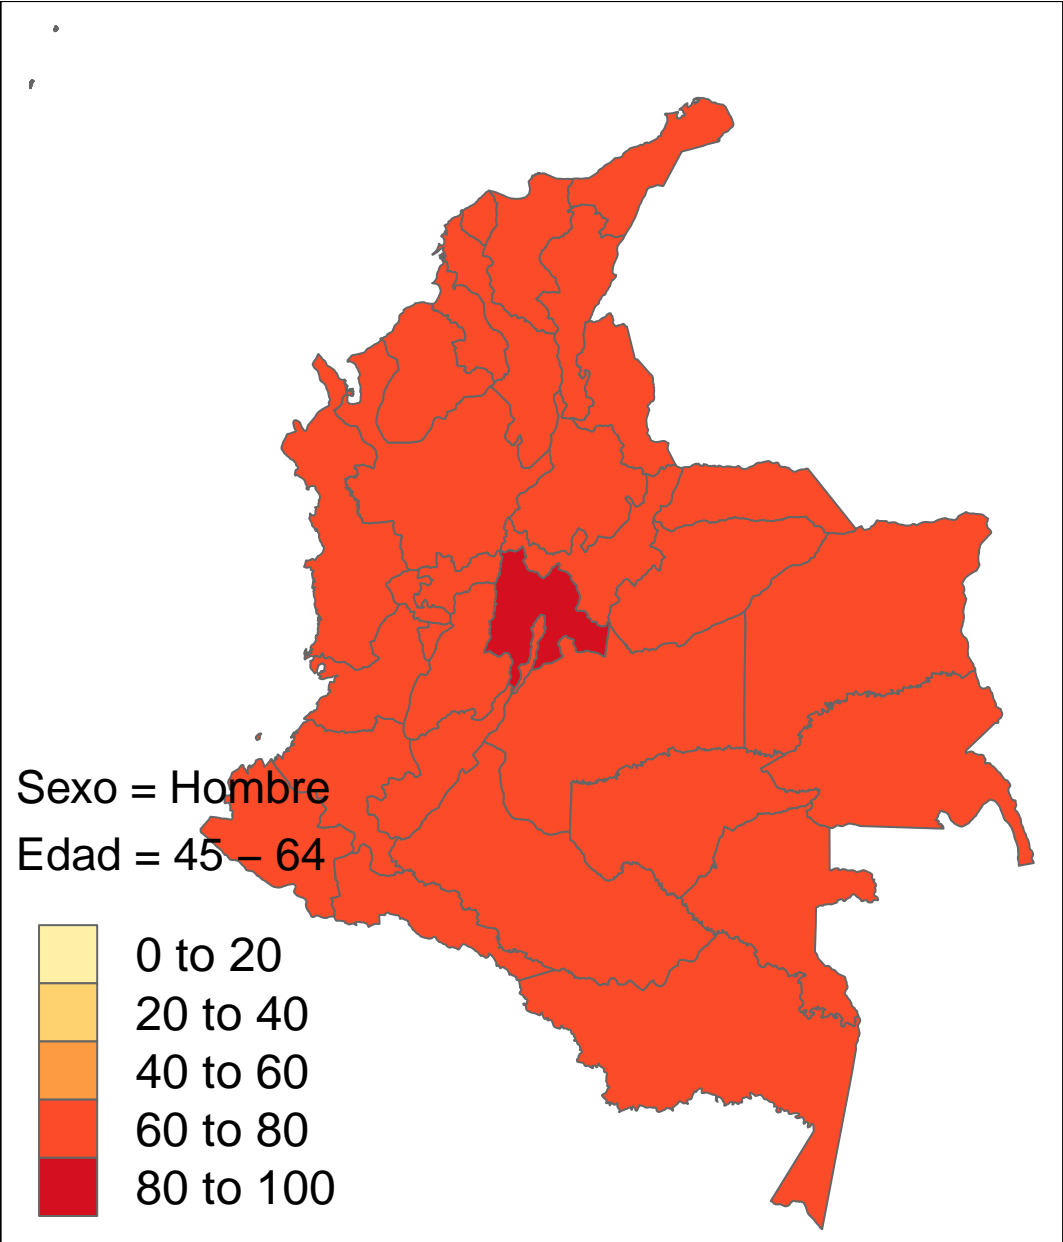 Sexo = Hombre
Edad = 45 – 64
0 to 20
20 to 40
40 to 60
60 to 80
80 to 100